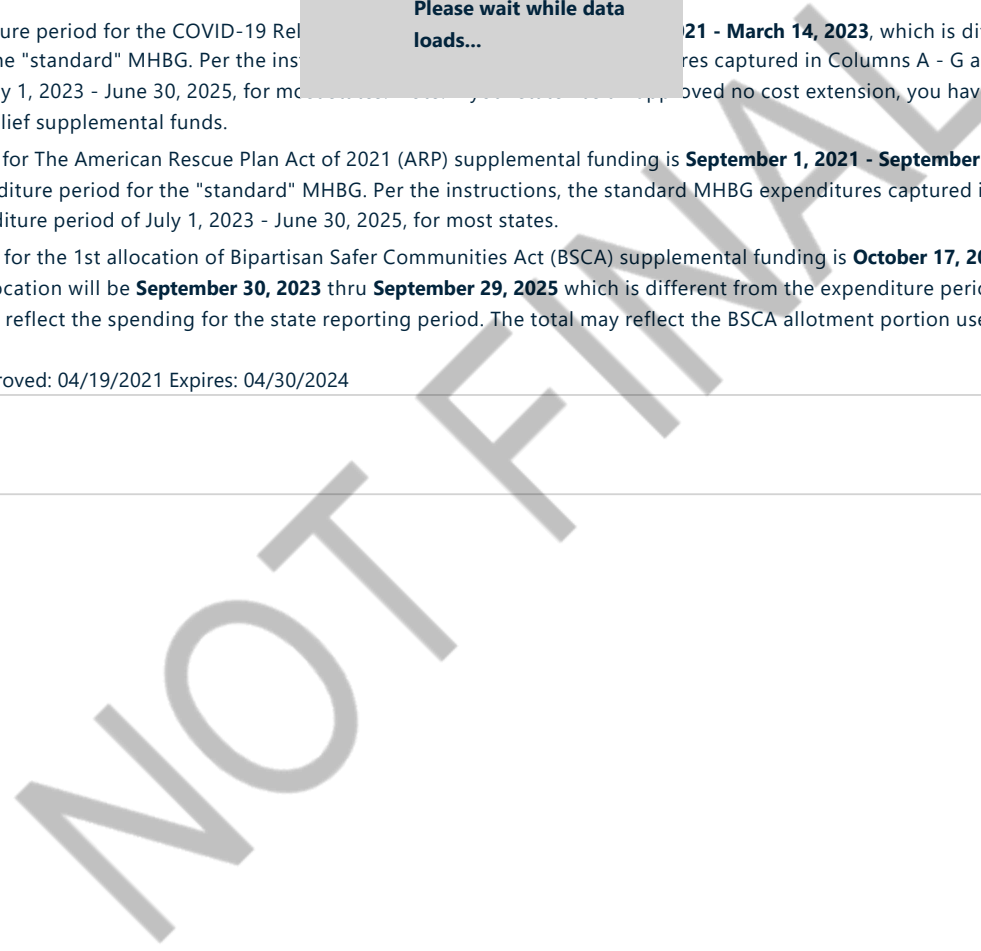 Please wait while data
loads...
ure period for the COVID-19 Rel 21 - March 14, 2023, which is di
he "standard" MHBG. Per the ins res captured in Columns A - G a
y 1, 2023 - June 30, 2025, for mo oved no cost extension, you hav
lief supplemental funds.
for The American Rescue Plan Act of 2021 (ARP) supplemental funding is September 1, 2021 - September
diture period for the "standard" MHBG. Per the instructions, the standard MHBG expenditures captured i
diture period of July 1, 2023 - June 30, 2025, for most states.
for the 1st allocation of Bipartisan Safer Communities Act (BSCA) supplemental funding is October 17, 20
ocation will be September 30, 2023 thru September 29, 2025 which is different from the expenditure perio
reflect the spending for the state reporting period. The total may reflect the BSCA allotment portion use
roved: 04/19/2021 Expires: 04/30/2024
NOT FINAL